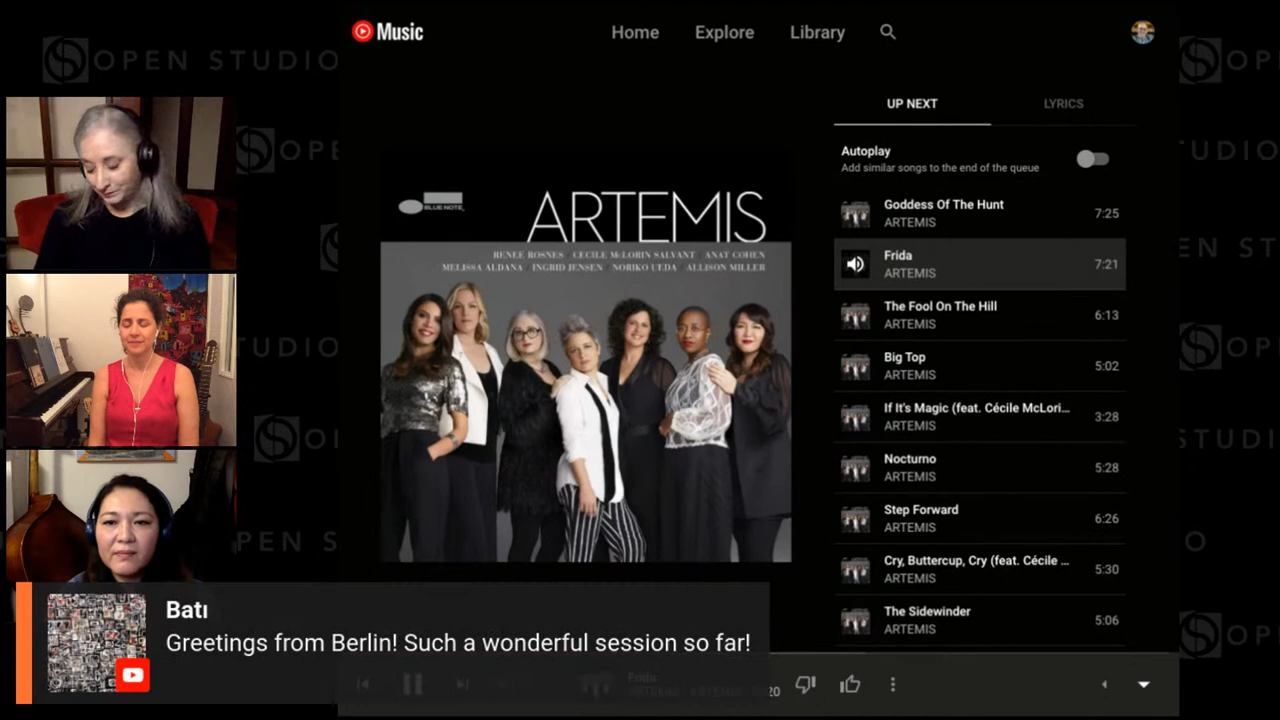 OPEN STUDIO
Music
Home
Explore
Library
UP NEXT
LYRICS
Autoplay
Add similar songs to the end of the queue
BLUE NOTE
ARTEMIS
RENEE ROSNES / CECILE McLORIN SALVANT / ANAT COHEN
MELISSA ALDANA / INGRID JENSEN / NORIKO UEDA / ALLISON MILLER
Goddess Of The Hunt
ARTEMIS
7:25
Frida
ARTEMIS
7:21
The Fool On The Hill
ARTEMIS
6:13
Big Top
ARTEMIS
5:02
If It's Magic (feat. Cécile McLori...
ARTEMIS
3:28
Nocturno
ARTEMIS
5:28
Step Forward
ARTEMIS
6:26
Cry, Buttercup, Cry (feat. Cécile ...
ARTEMIS
5:30
The Sidewinder
ARTEMIS
5:06
Batı
Greetings from Berlin! Such a wonderful session so far!